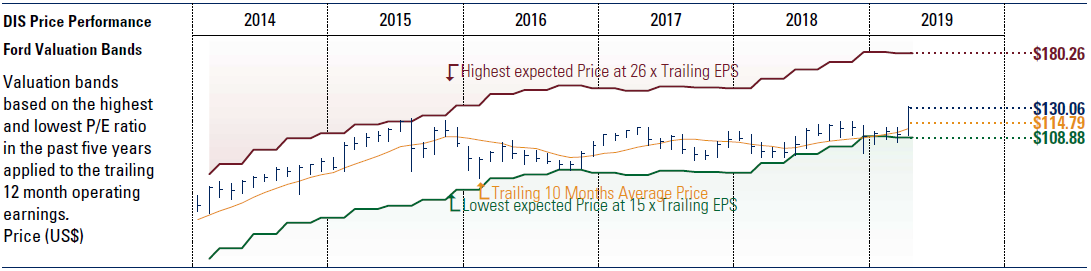 DIS Price Performance
2014 2015 2016 2017 2018 2019
Ford Valuation Bands
Valuation bands
based on the highest
and lowest P/E ratio
in the past five years
applied to the trailing
12 month operating
earnings.
Price (US$)
Highest expected Price at 26 x Trailing EPS
Trailing 10 Months Average Price
Lowest expected Price at 15 x Trailing EPS
$180.26
$130.06
$114.79
$108.88